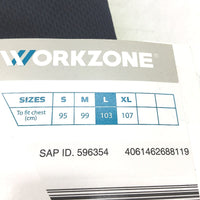 WORKZONE®
SIZES S M L XL
To fit chest (cm) 95 99 103 107
SAP ID. 596354 4061462688119